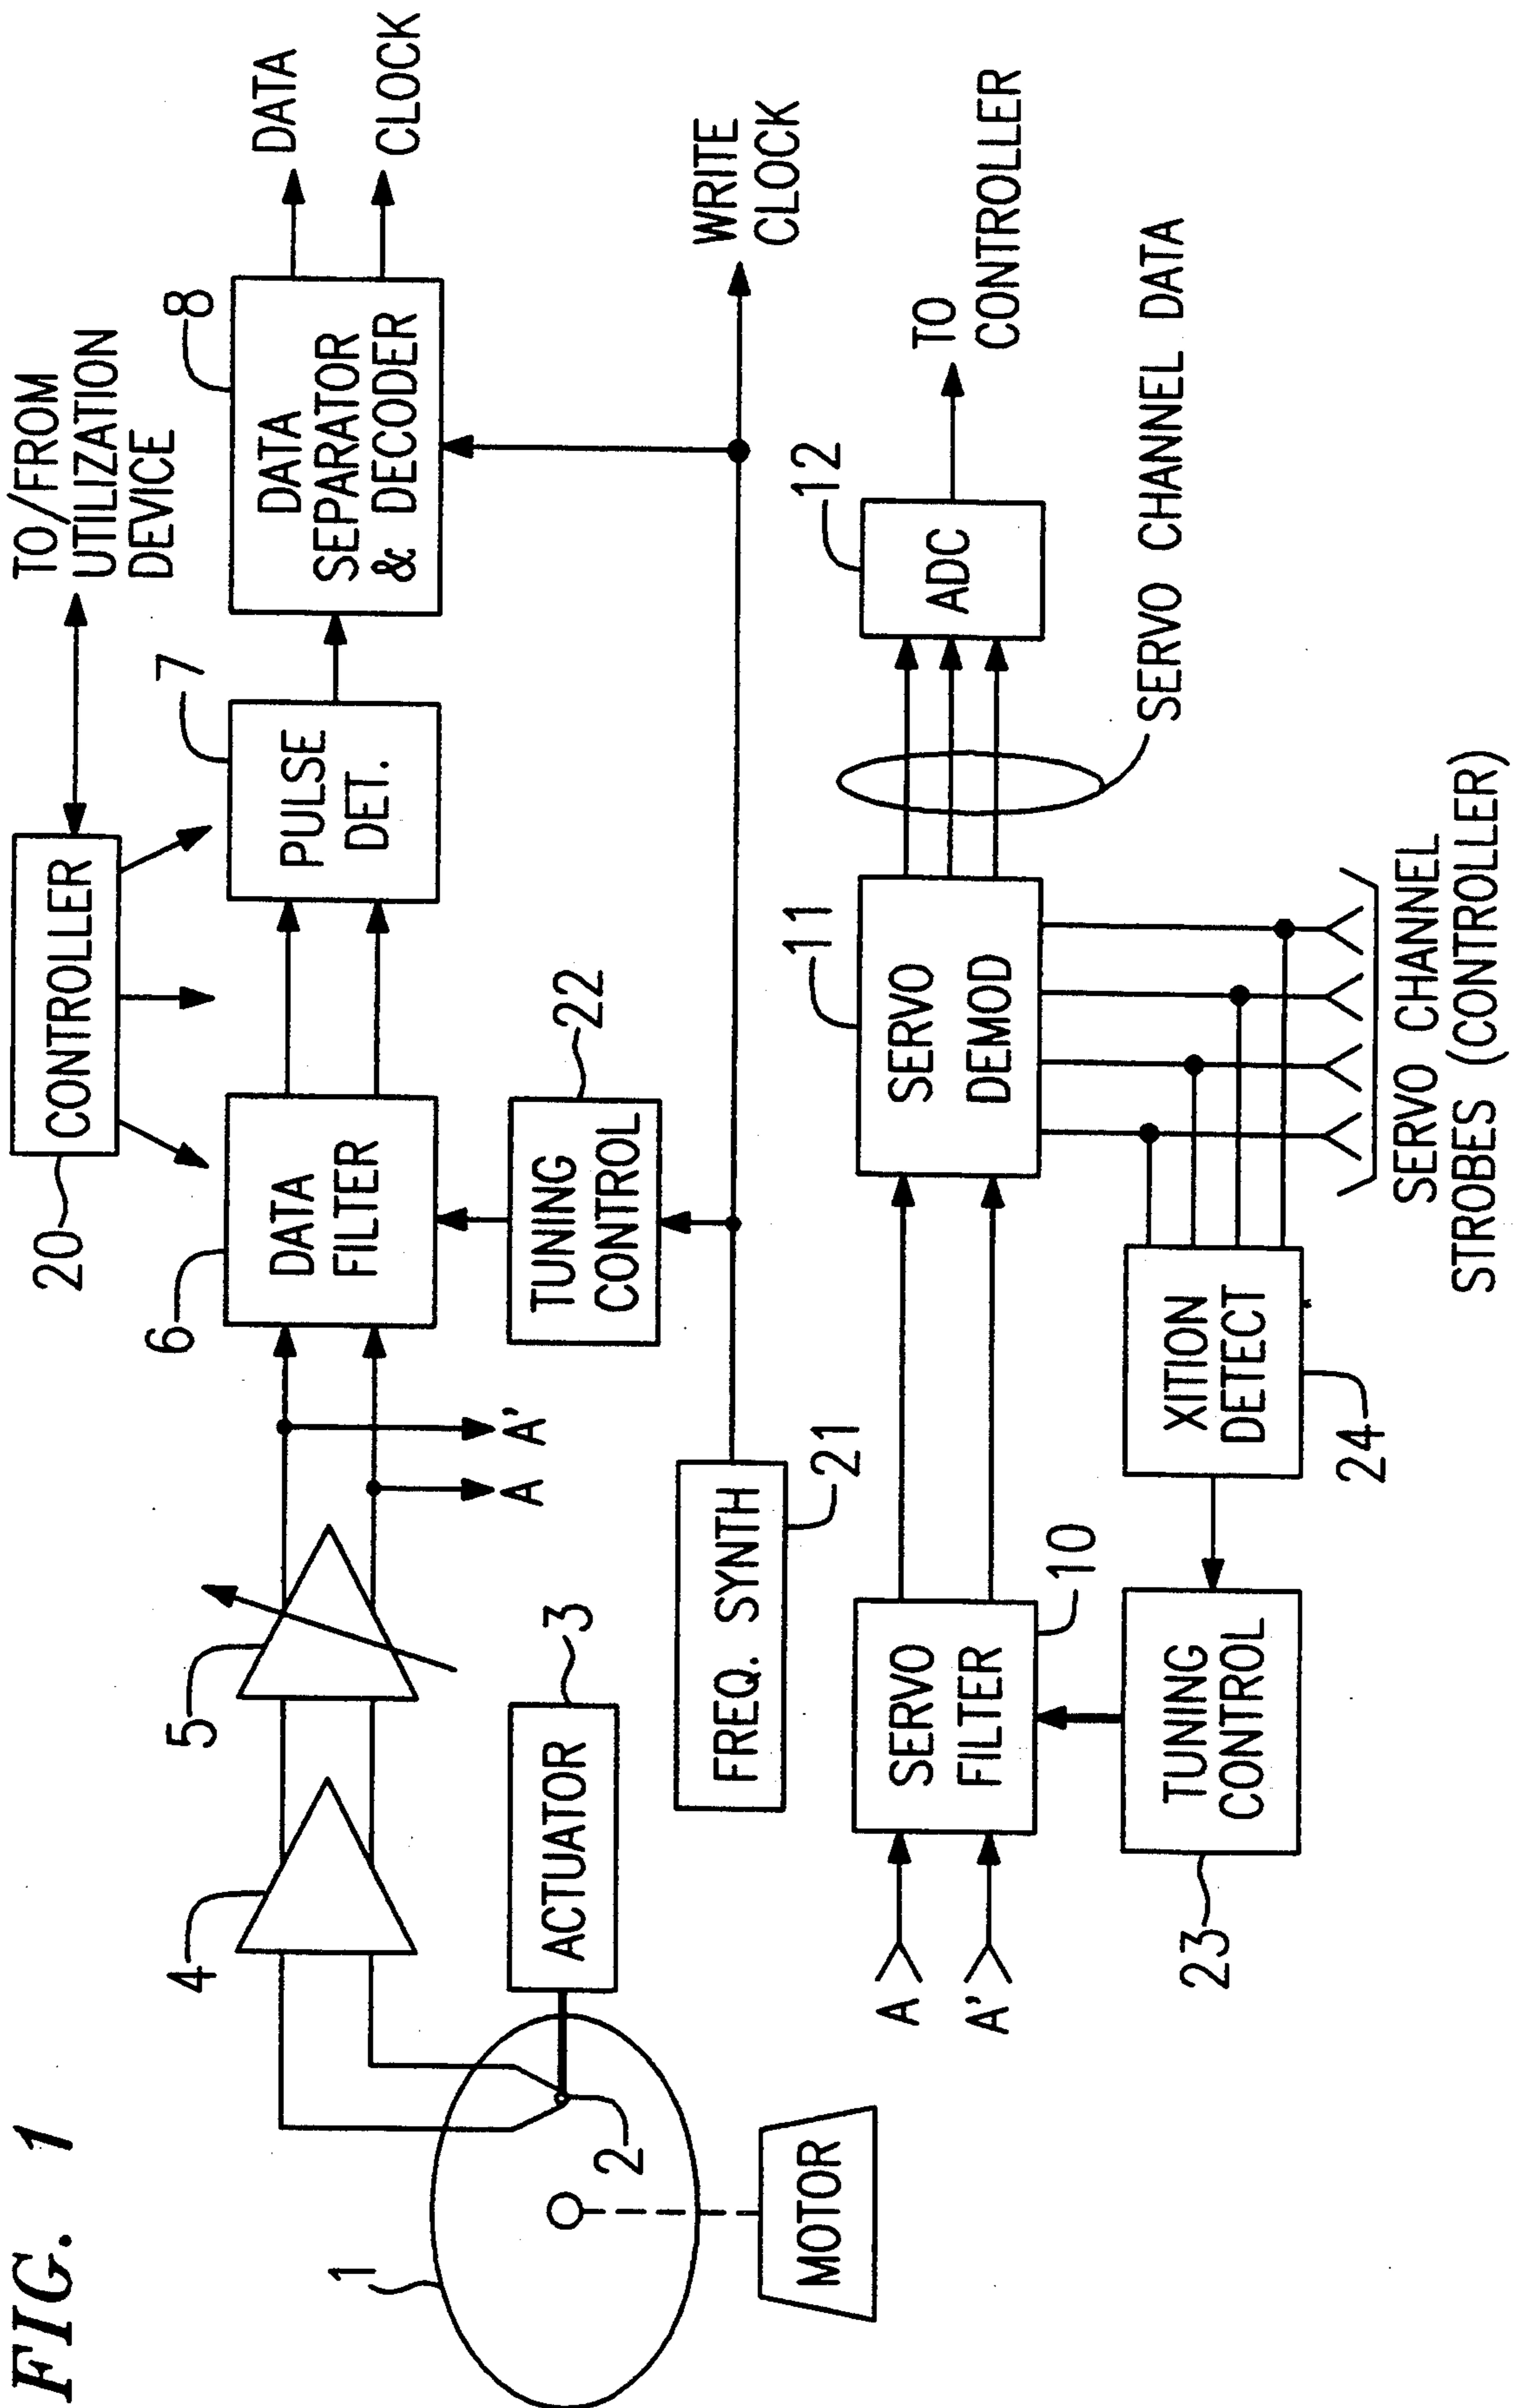 FIG. 1
TO/FROM
UTILIZATION
DEVICE
20
CONTROLLER
4
5
6
DATA
FILTER
7
PULSE
DET.
8
DATA
SEPARATOR
& DECODER
DATA
CLOCK
A
A'
1
2
ACTUATOR
3
TUNING
CONTROL
22
MOTOR
FREQ. SYNTH
21
WRITE
CLOCK
A
A'
SERVO
FILTER
10
SERVO
DEMOD
11
ADC
12
TO
CONTROLLER
SERVO CHANNEL DATA
23
TUNING
CONTROL
XITION
DETECT
24
SERVO CHANNEL
STROBES (CONTROLLER)